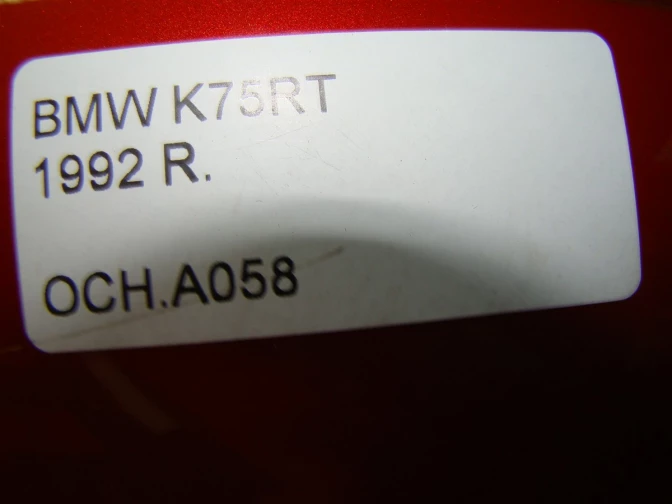 BMW K75RT
1992 R.
OCH.A058